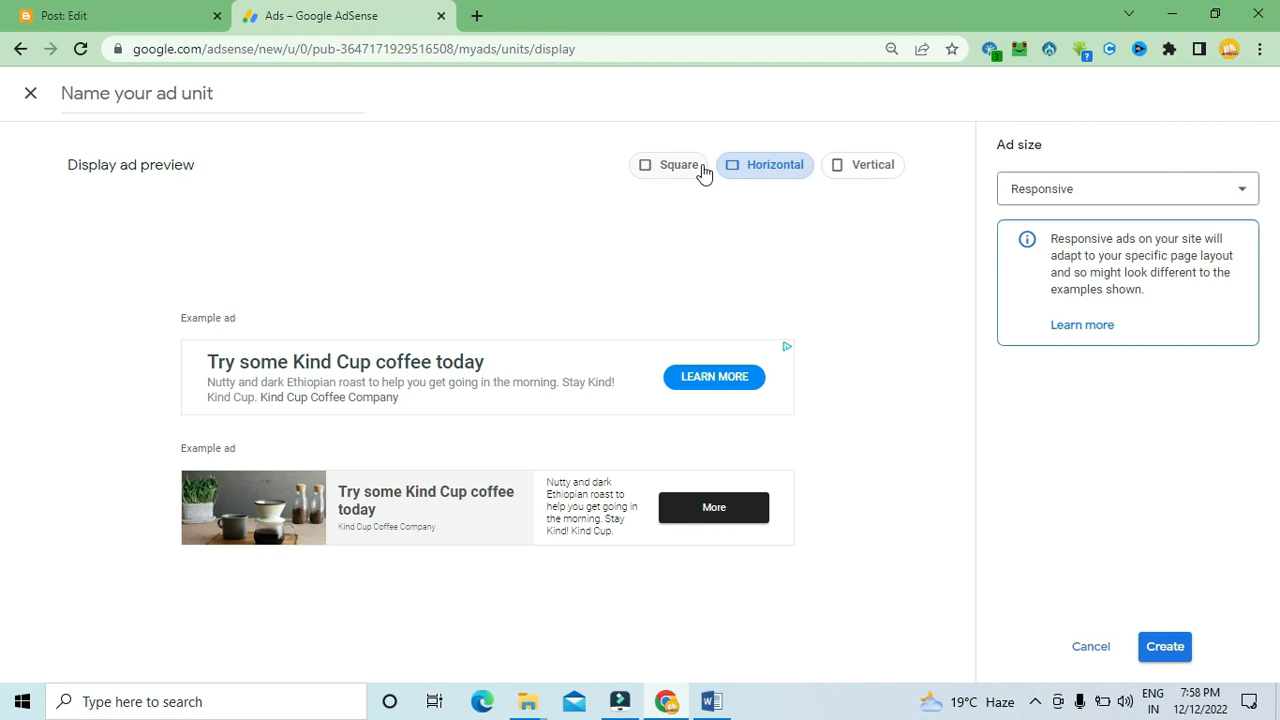 Post: Edit
Ads – Google AdSense
google.com/adsense/new/u/0/pub-3647171929516508/myads/units/display
3
?
Name your ad unit
Display ad preview
Square
Horizontal
Vertical
Ad size
Responsive
Responsive ads on your site will
adapt to your specific page layout
and so might look different to the
examples shown.
Learn more
Example ad
Try some Kind Cup coffee today
Nutty and dark Ethiopian roast to help you get going in the morning. Stay Kind!
Kind Cup. Kind Cup Coffee Company
LEARN MORE
Example ad
Try some Kind Cup coffee
today
Kind Cup Coffee Company
Nutty and dark
Ethiopian roast to
help you get going in
the morning. Stay
Kind! Kind Cup.
More
Cancel
Create
Type here to search
19°C Haze
ENG
IN
7:58 PM
12/12/2022